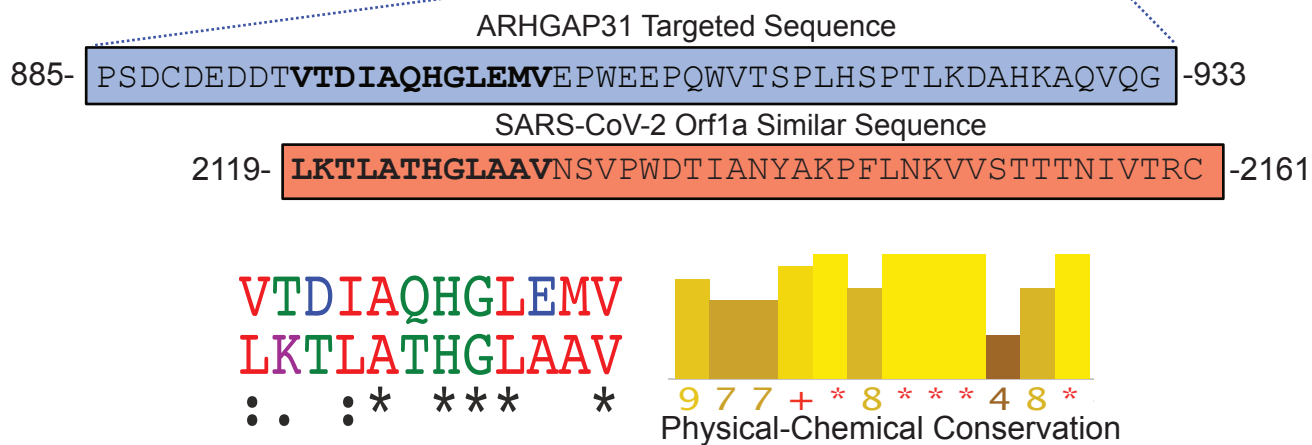 ARHGAP31 Targeted Sequence
885- PSDCDEDDTVTDIAQHGLEMVEPWEEPQWVTSPLHSPTLKDAHKAQVQG -933
SARS-CoV-2 Orf1a Similar Sequence
2119- LKTLATHGLAAVNSVPWDTIANYAKPFLNKVVSTTTNIVTRC -2161
VTDIAQHGLEMV
LKTLATHGLAAV
:. :* *** *
977+*8***48*
Physical-Chemical Conservation